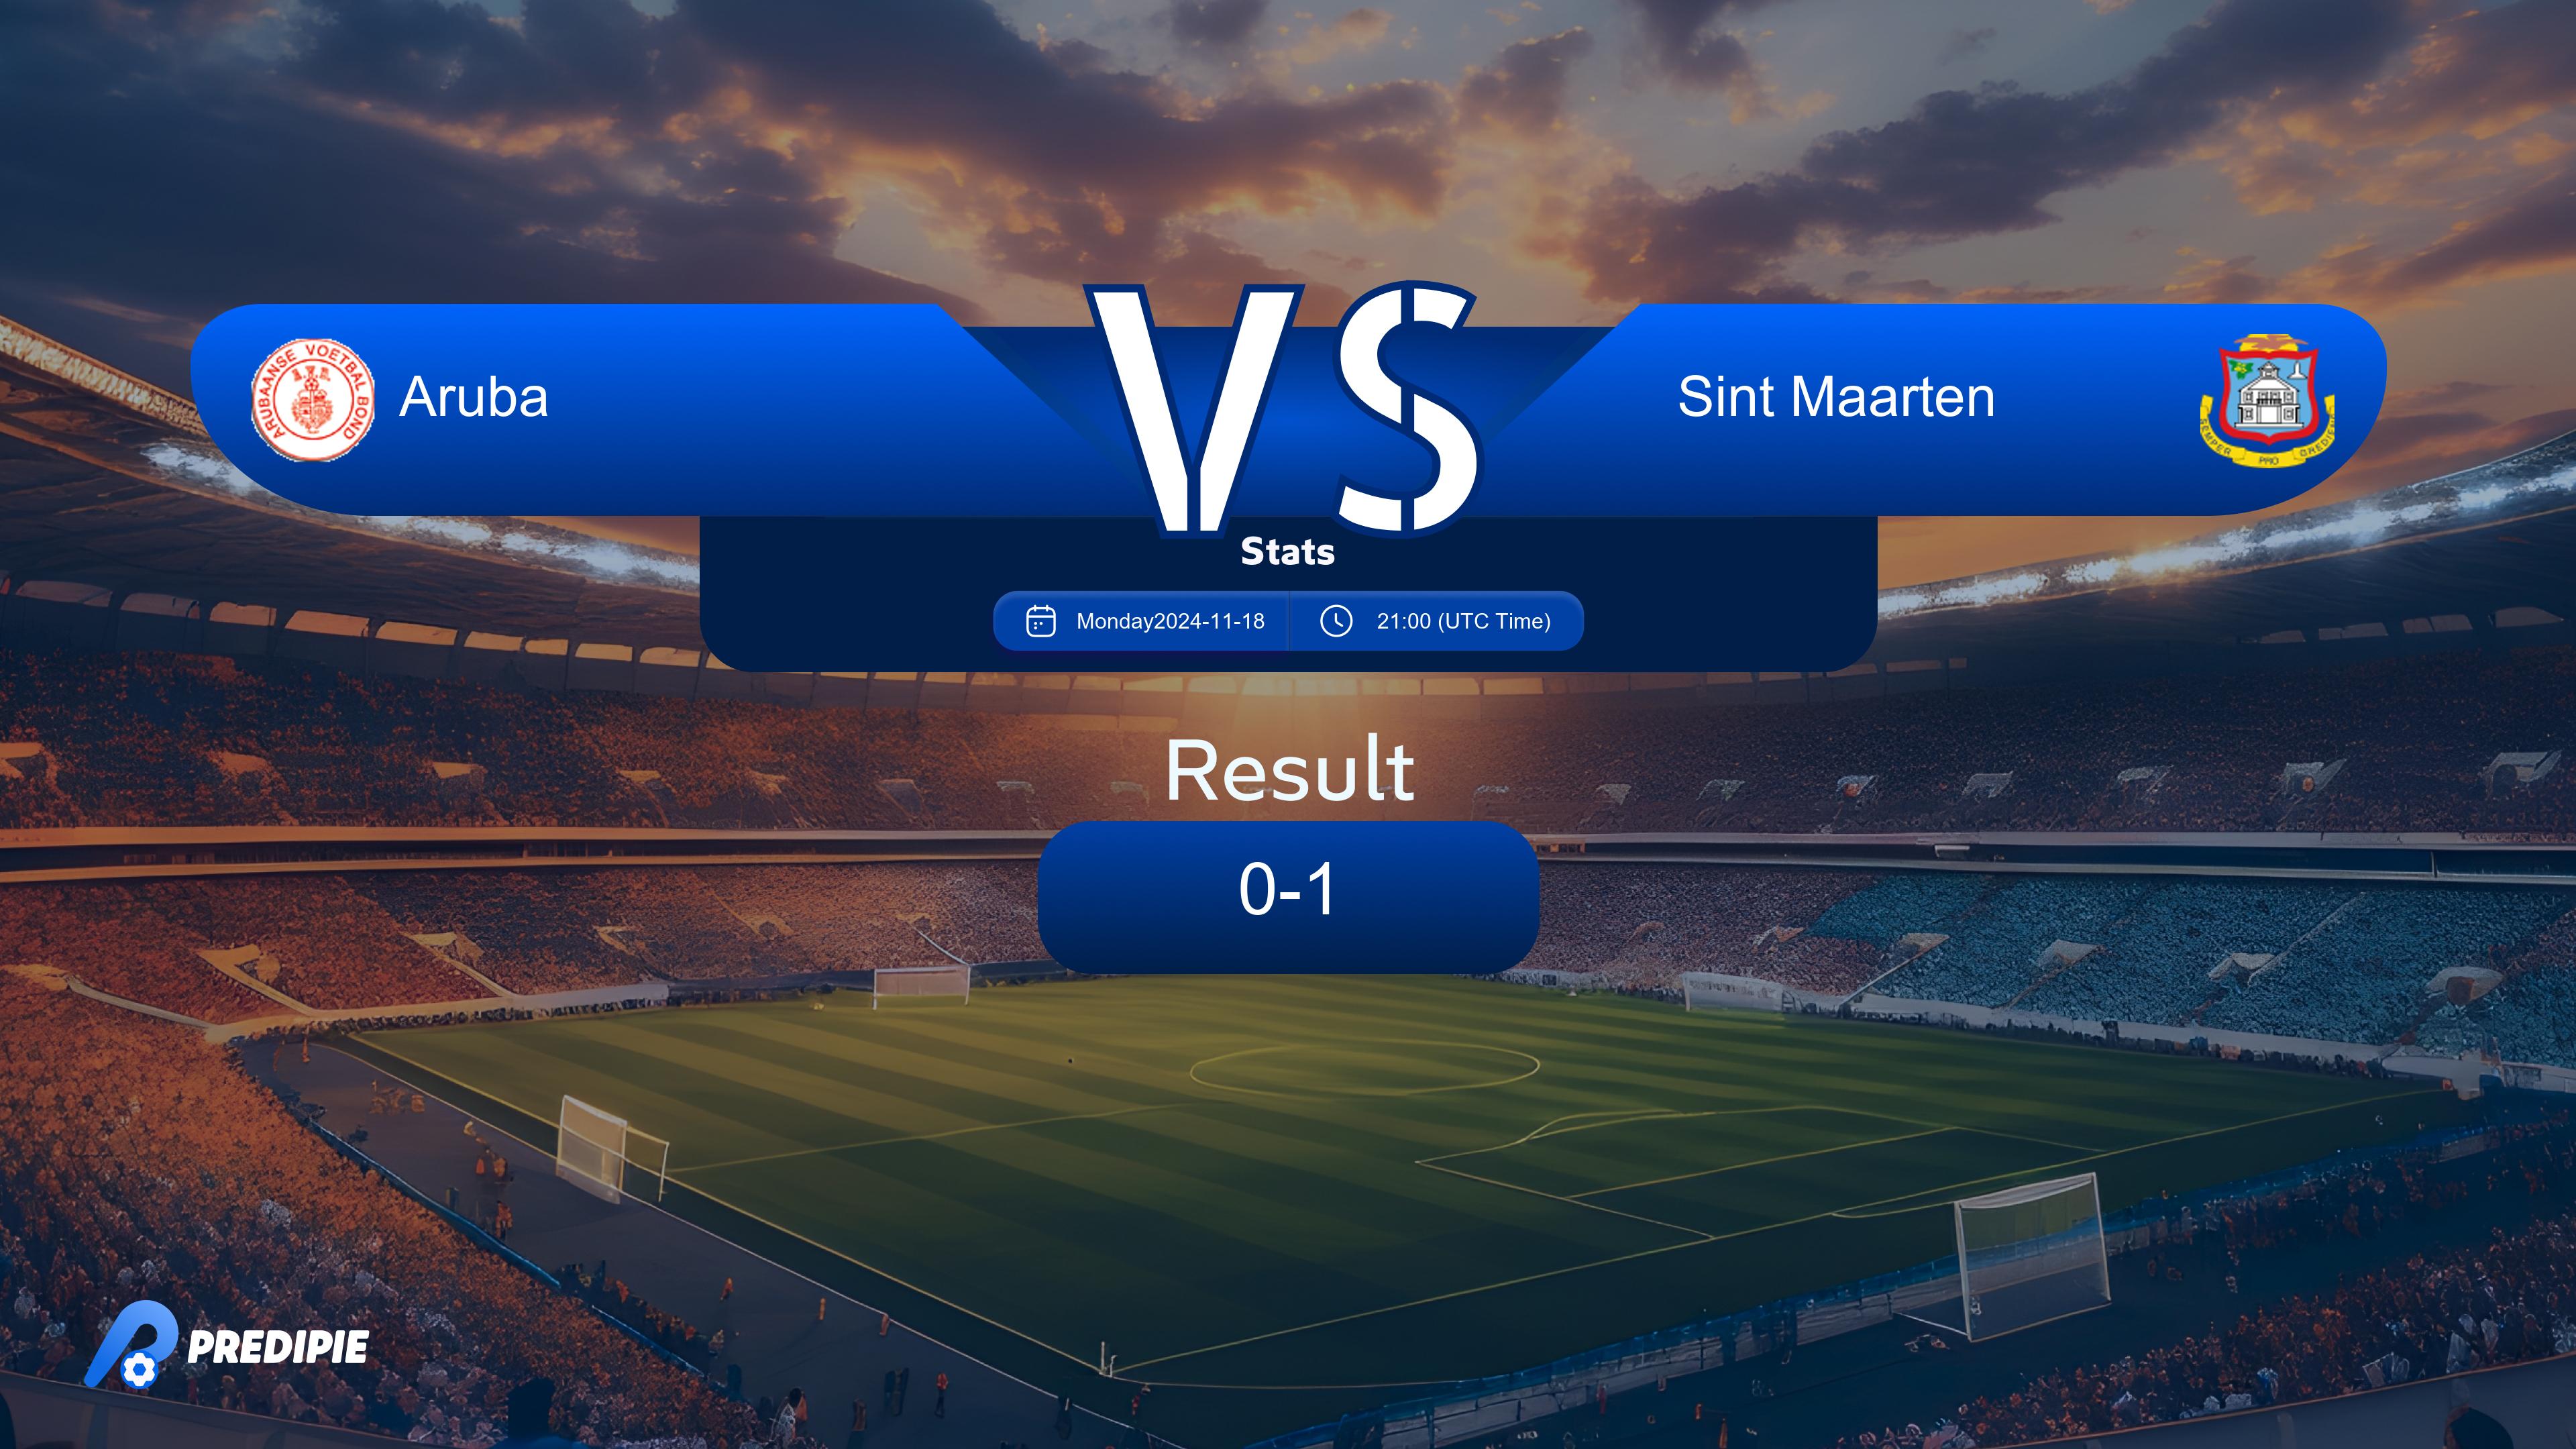 VS
Aruba
Sint Maarten
ARUBAANSE VOETBAL BOND
A.V.B.
SEMPER PRO GREDIENS
Stats
Monday2024-11-18
21:00 (UTC Time)
Result
0-1
PREDIPIE